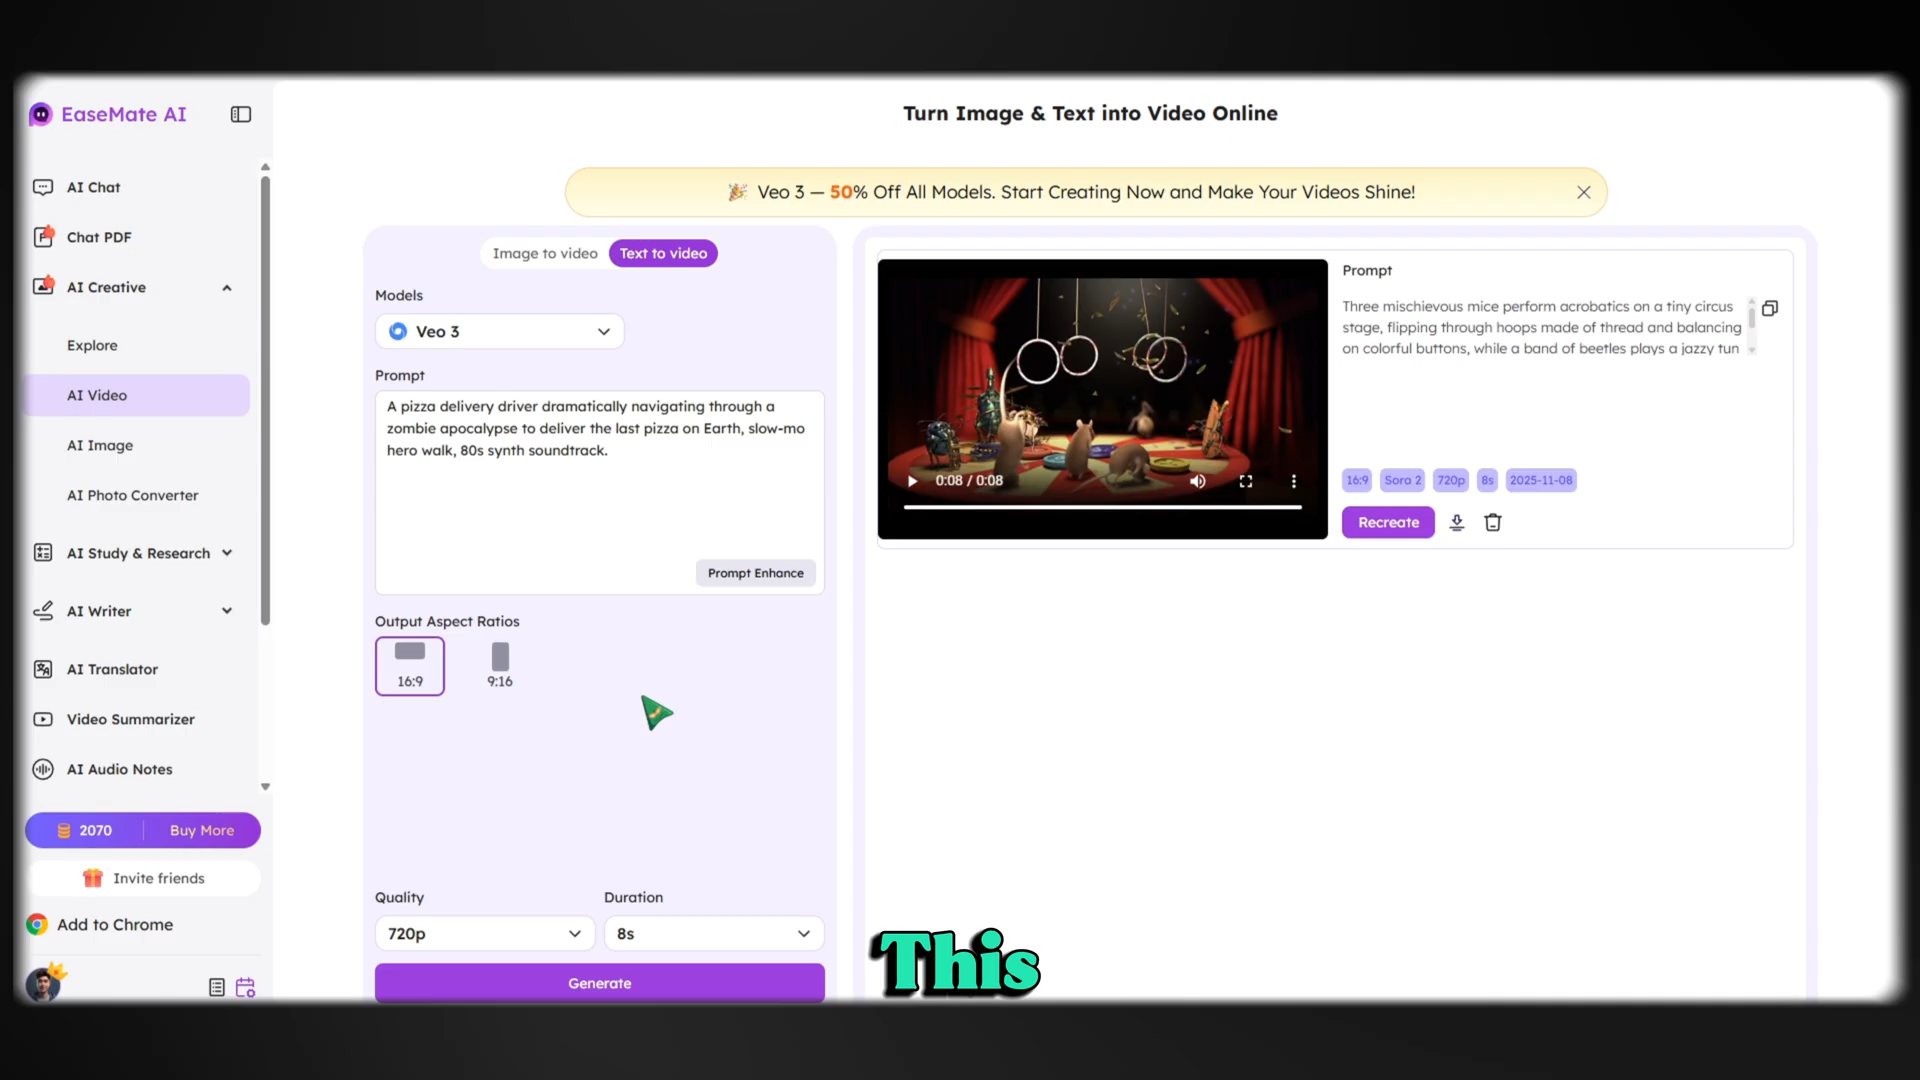 EaseMate AI
AI Chat
Chat PDF
AI Creative
Explore
AI Video
AI Image
AI Photo Converter
AI Study & Research
AI Writer
AI Translator
Video Summarizer
AI Audio Notes
2070
Buy More
Invite friends
Add to Chrome
Turn Image & Text into Video Online
Veo 3 — 50% Off All Models. Start Creating Now and Make Your Videos Shine!
Image to video
Text to video
Models
Veo 3
Prompt
A pizza delivery driver dramatically navigating through a
zombie apocalypse to deliver the last pizza on Earth, slow-mo
hero walk, 80s synth soundtrack.
Prompt Enhance
Output Aspect Ratios
16:9
9:16
Quality
Duration
720p
8s
Generate
0:08 / 0:08
Prompt
Three mischievous mice perform acrobatics on a tiny circus
stage, flipping through hoops made of thread and balancing
on colorful buttons, while a band of beetles plays a jazzy tun
16:9
Sora 2
720p
8s
2025-11-08
Recreate
This